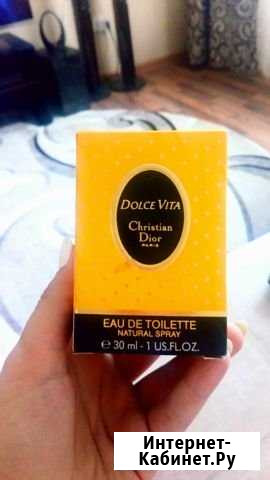 DOLCE VITA
Christian
Dior
PARIS
EAU DE TOILETTE
NATURAL SPRAY
e 30 ml - 1 US.FL.OZ.
Интернет-
Кабинет.Ру